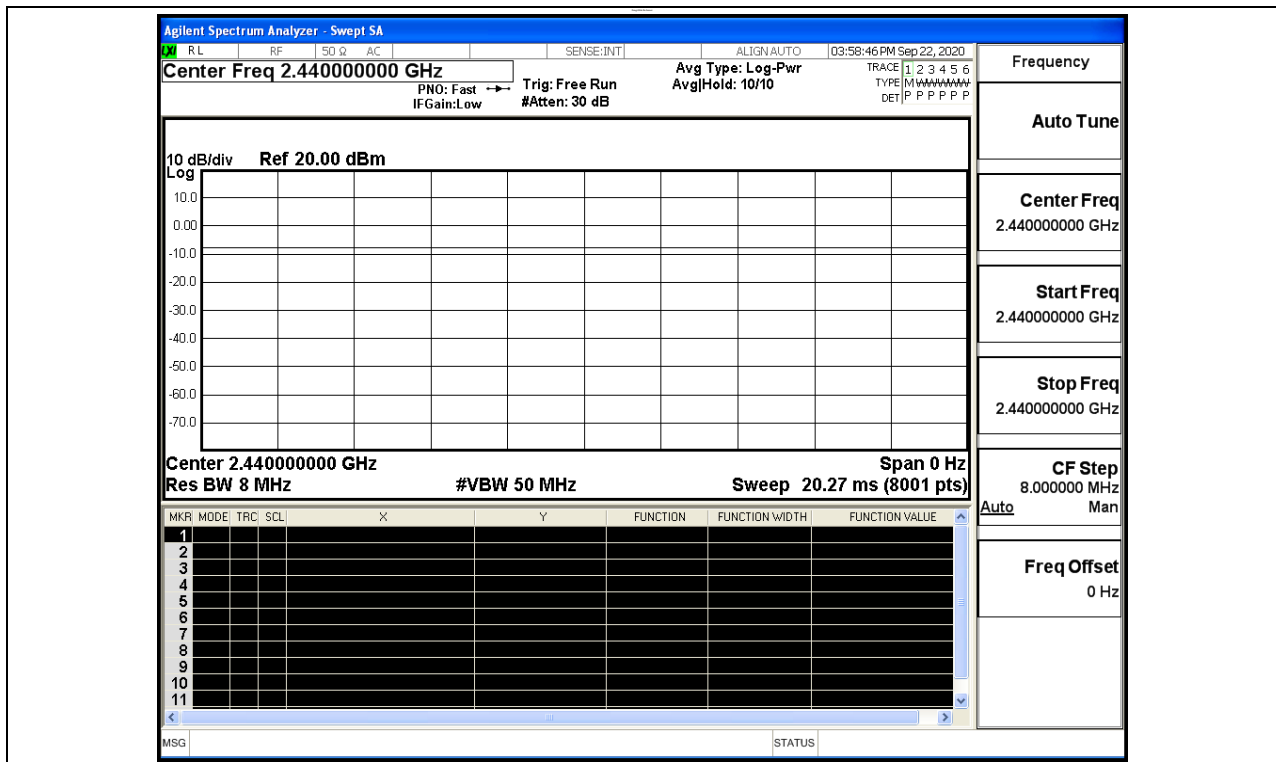 Agilent Spectrum Analyzer - Swept SA
LXI RL RF 50 Ω AC SENSE:INT ALIGN AUTO 03:58:46 PM Sep 22, 2020
Center Freq 2.440000000 GHz
PNO: Fast
IFGain:Low
Trig: Free Run
#Atten: 30 dB
Avg Type: Log-Pwr
Avg|Hold: 10/10
TRACE 1 2 3 4 5 6
TYPE M WWWWW
DET P P P P P P
10 dB/div Ref 20.00 dBm
Log
10.0
0.00
-10.0
-20.0
-30.0
-40.0
-50.0
-60.0
-70.0
Center 2.440000000 GHz Span 0 Hz
Res BW 8 MHz #VBW 50 MHz Sweep 20.27 ms (8001 pts)
MKR MODE TRC SCL X Y FUNCTION FUNCTION WIDTH FUNCTION VALUE
1
2
3
4
5
6
7
8
9
10
11
MSG STATUS
Frequency
Auto Tune
Center Freq
2.440000000 GHz
Start Freq
2.440000000 GHz
Stop Freq
2.440000000 GHz
CF Step
8.000000 MHz
Auto Man
Freq Offset
0 Hz